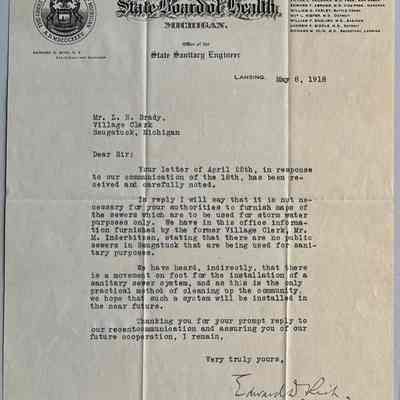 State Board of Health,
MICHIGAN.
Office of the
State Sanitary Engineer
LANSING,
May 8, 1918
Mr. L. H. Brady,
Village Clerk
Saugatuck, Michigan
Dear Sir:
Your letter of April 25th, in response
to our communication of the 18th, has been re-
ceived and carefully noted.
In reply I will say that it is not ne-
cessary for your authorities to furnish maps of
the sewers which are to be used for storm water
purposes only. We have in this office informa-
tion furnished by the former Village Clerk, Mr.
M. Inderbitzen, stating that there are no public
sewers in Saugatuck that are being used for sani-
tary purposes.
We have heard, indirectly, that there
is a movement on foot for the installation of a
sanitary sewer system, and as this is the only
practical method of cleaning up the community,
we hope that such a system will be installed in
the near future.
Thanking you for your prompt reply to
our recentcommunication and assuring you of our
future cooperation, I remain,
Very truly yours,
Edward D. Rich